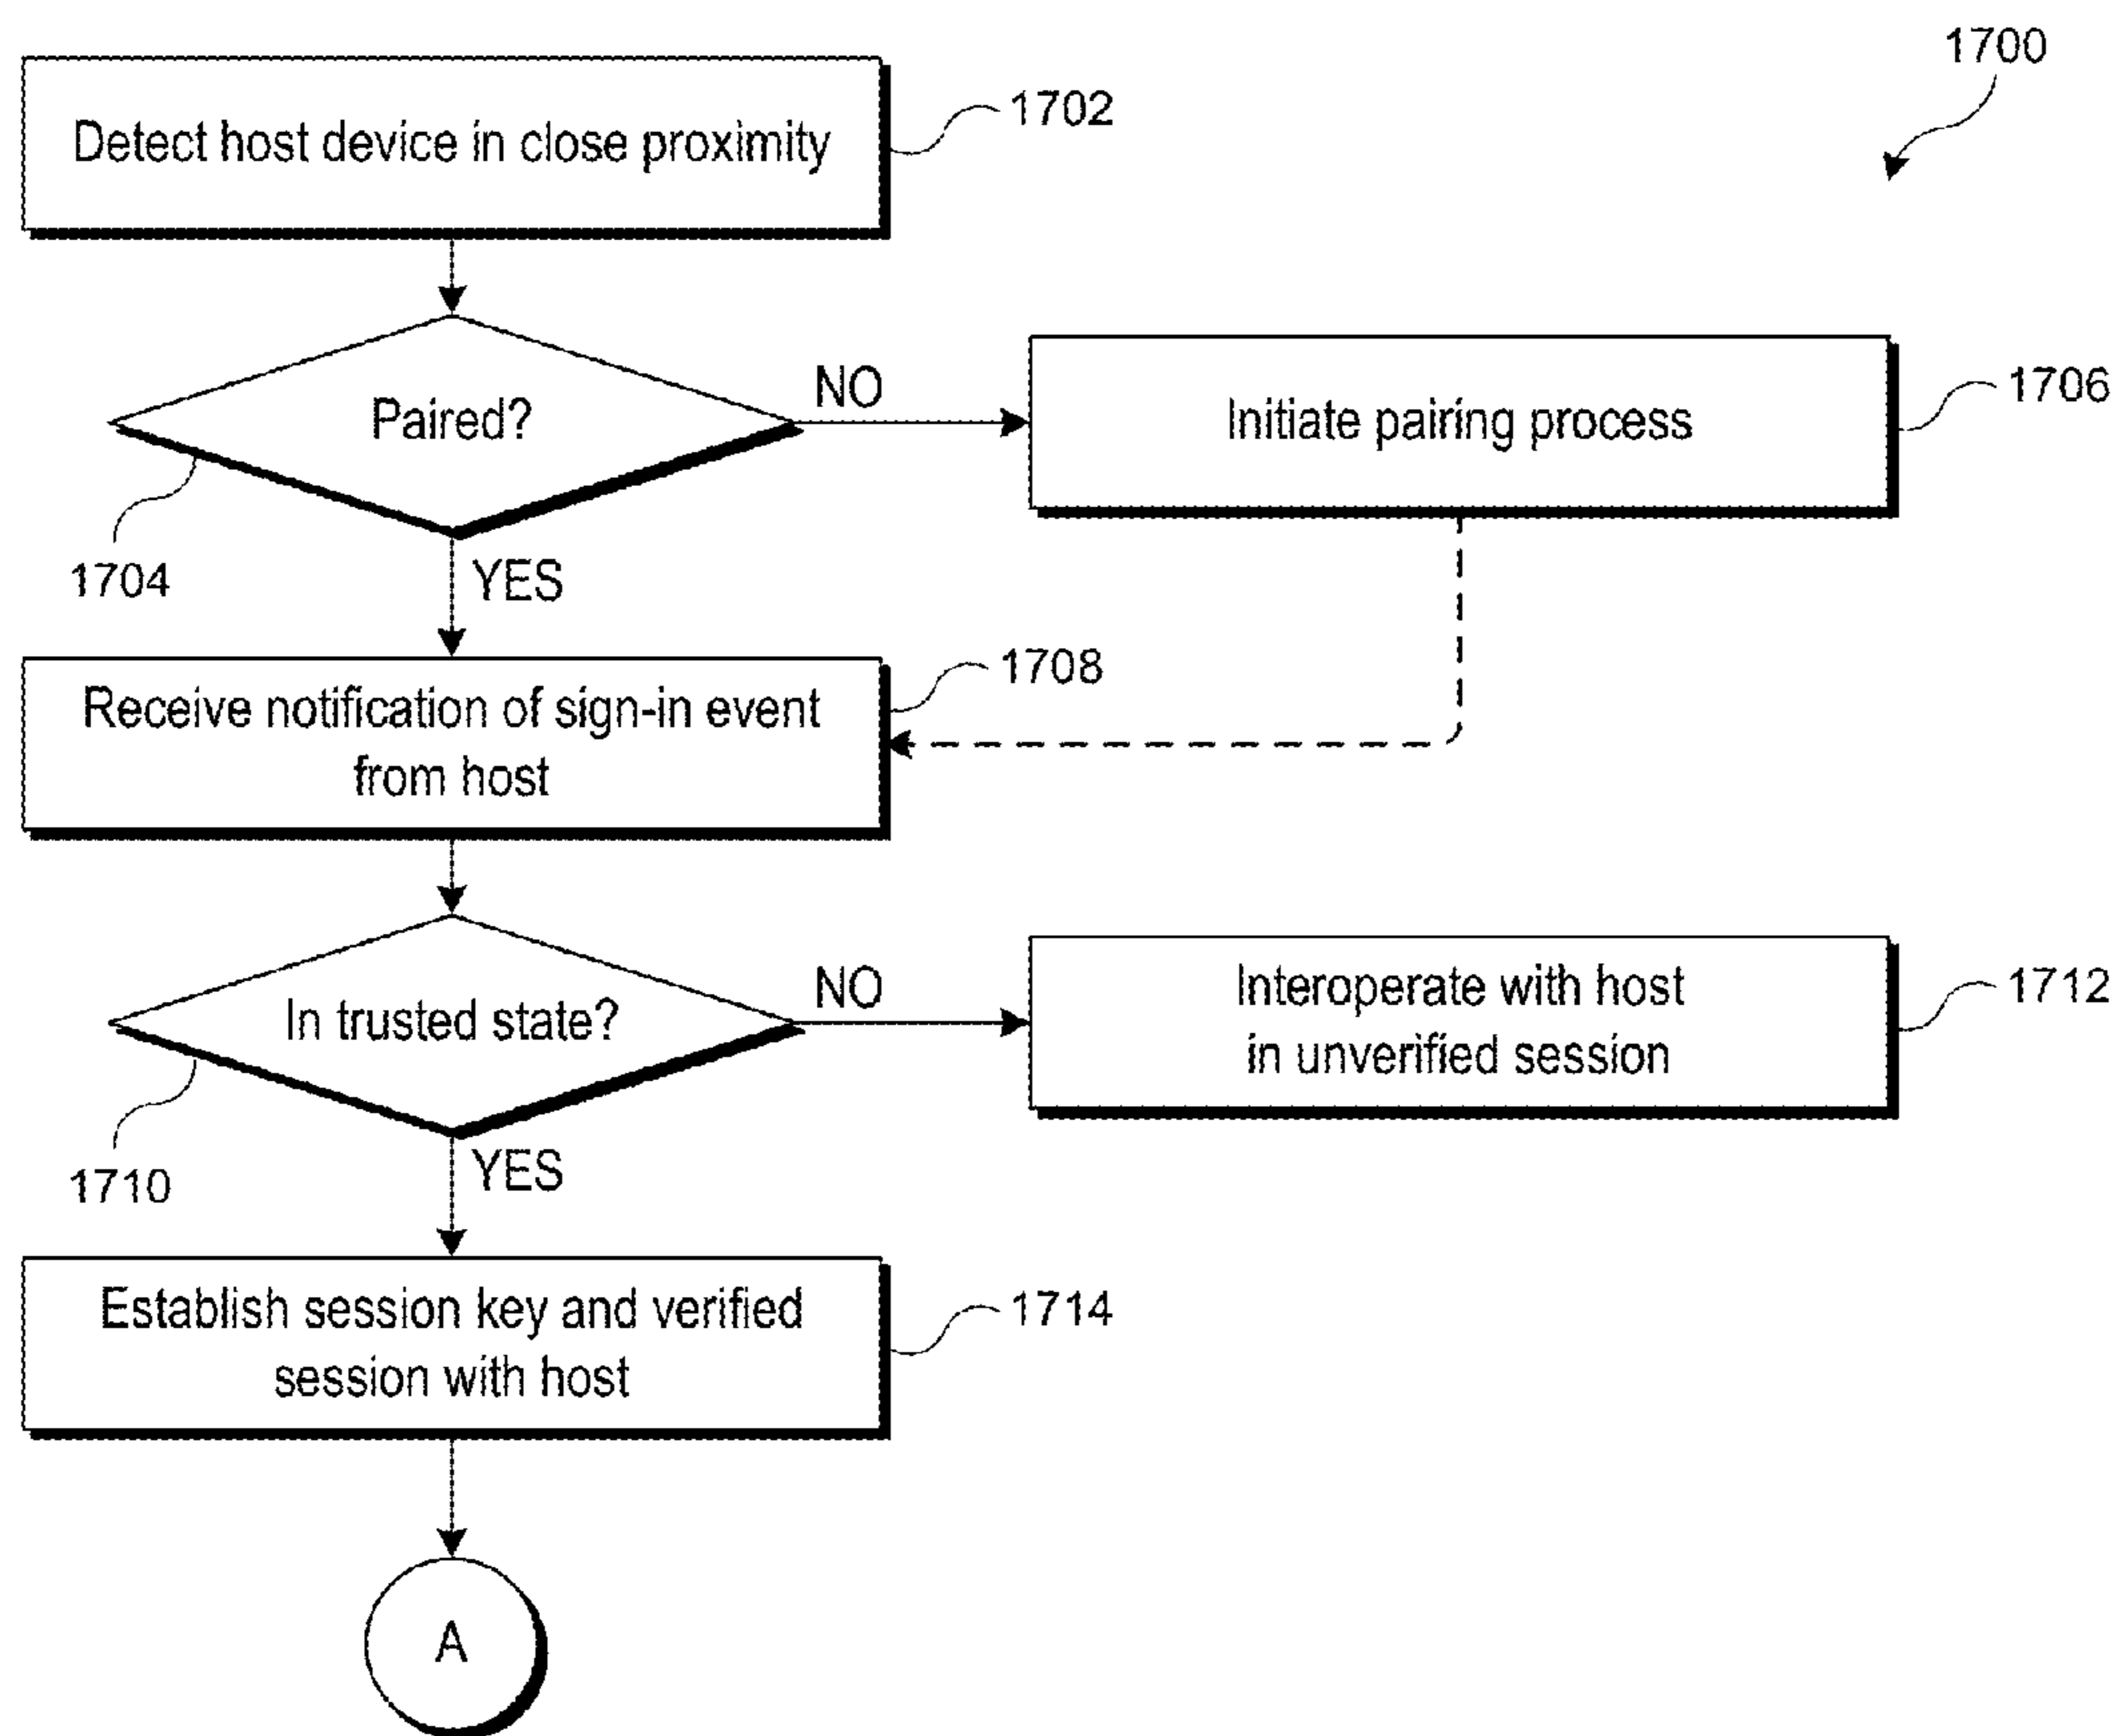 1700
Detect host device in close proximity
1702
Paired?
NO
Initiate pairing process
1706
1704
YES
Receive notification of sign-in event
from host
1708
In trusted state?
NO
Interoperate with host
in unverified session
1712
1710
YES
Establish session key and verified
session with host
1714
A